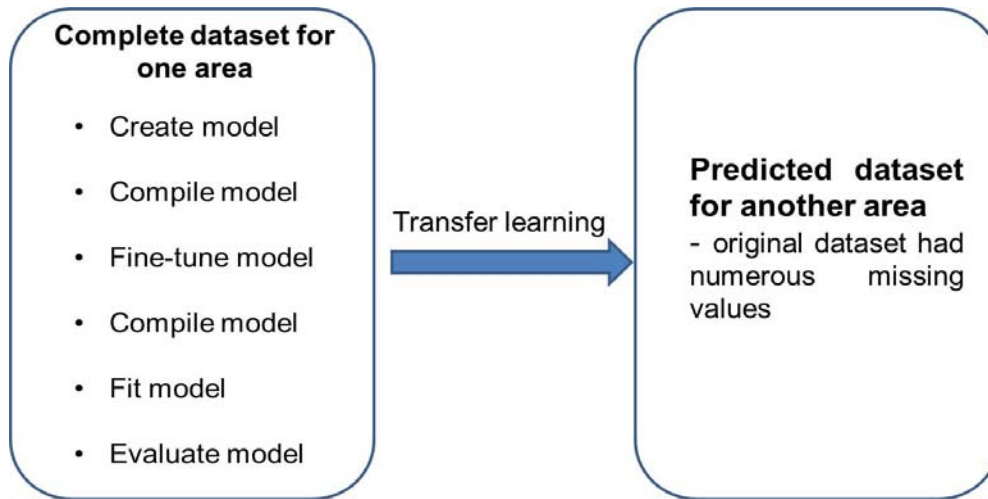 Complete dataset for
one area
• Create model
• Compile model
• Fine-tune model
• Compile model
• Fit model
• Evaluate model
Transfer learning
Predicted dataset
for another area
- original dataset had
numerous missing
values